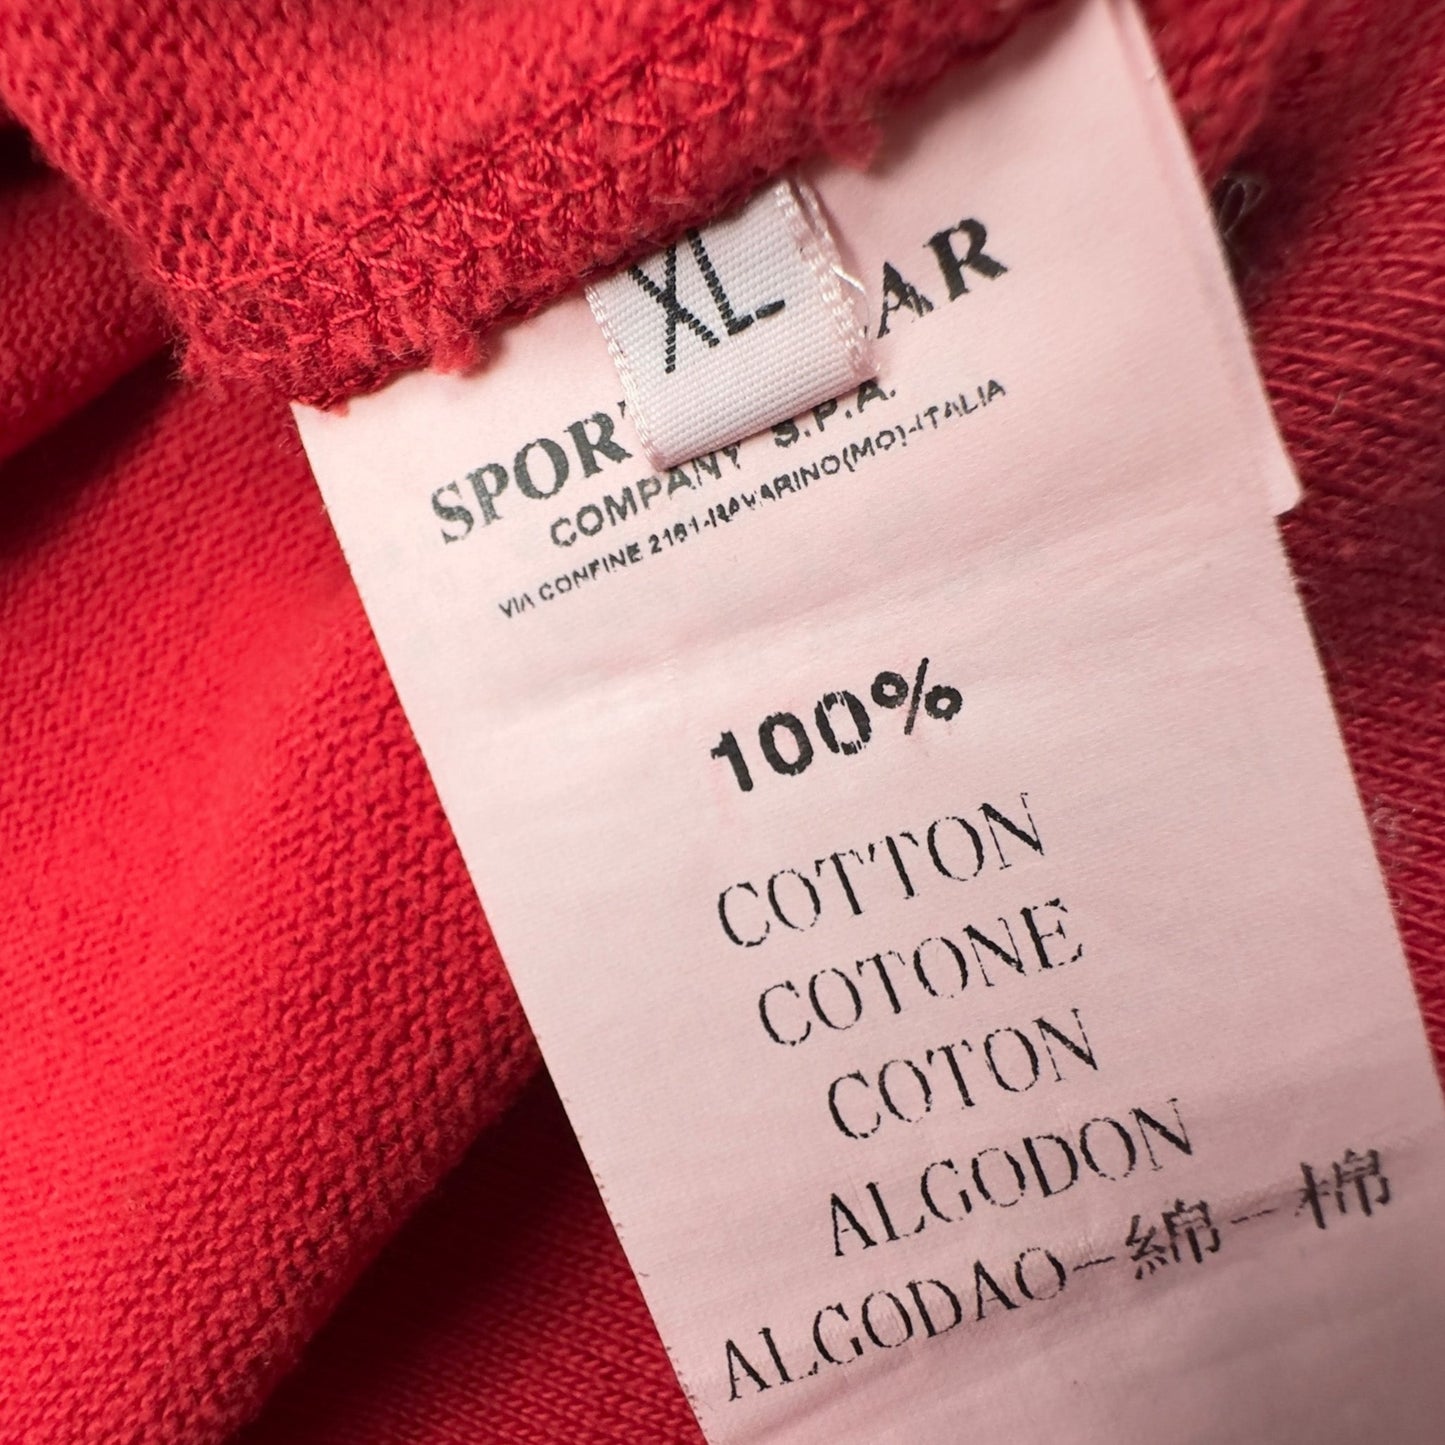 XL
SPOR AR
COMPANY S.P.A.
VIA CONFINE 2161-RAVARINO(MO)-ITALIA
100%
COTTON
COTONE
COTON
ALGODON
ALGODAO-綿-棉